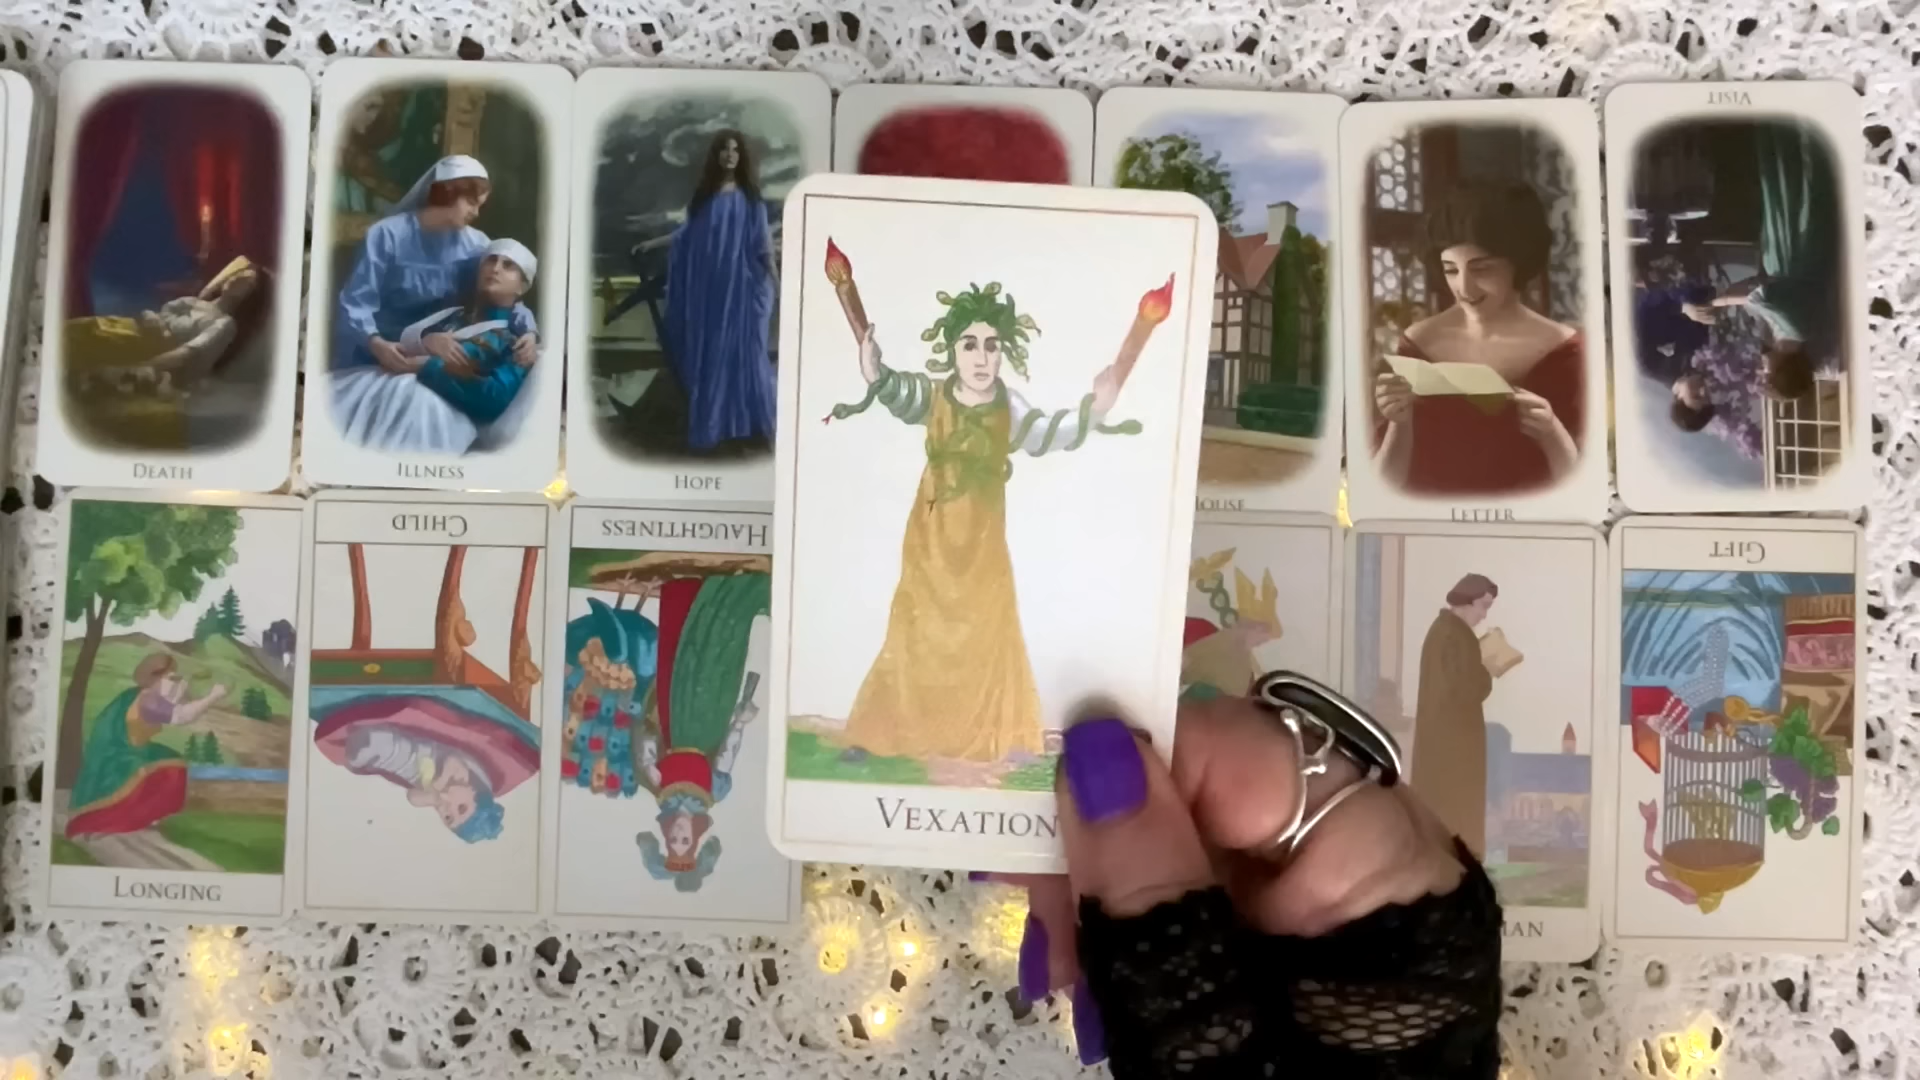 VISIT
DEATH
ILLNESS
HOPE
HOUSE
LETTER
CHILD
HAUGHTINESS
GIFT
VEXATION
LONGING